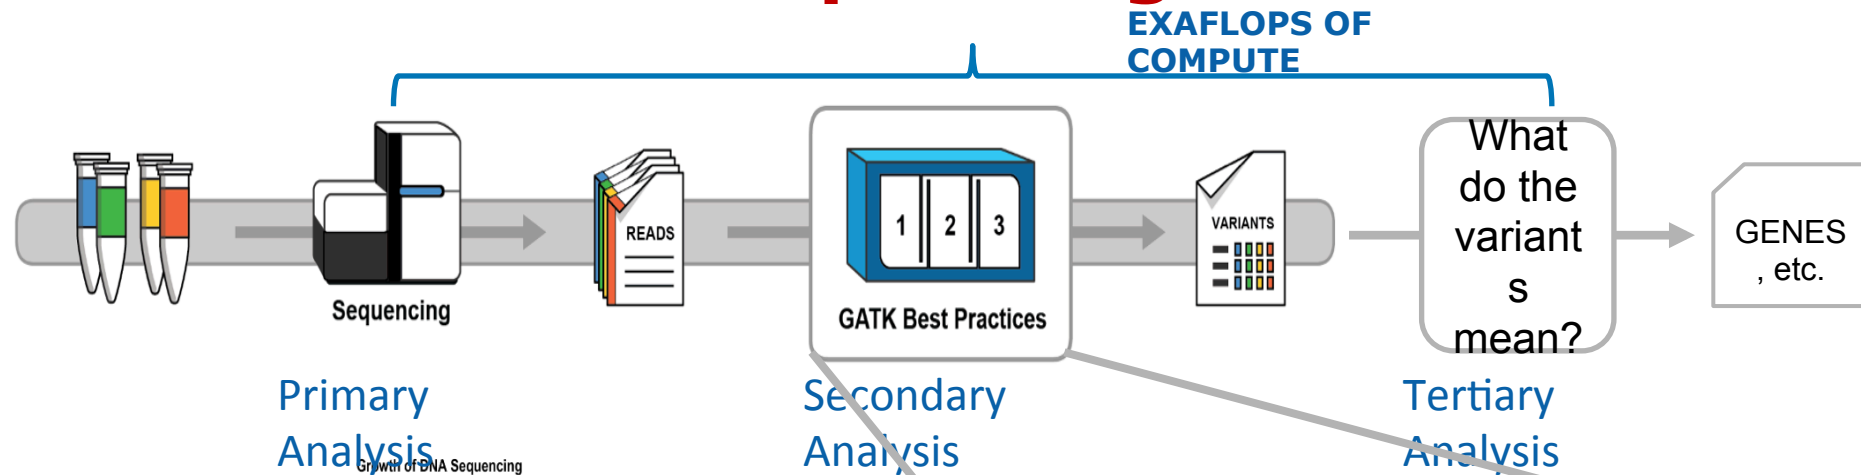 EXAFLOPS OF
COMPUTE
READS
1 2 3
VARIANTS
What
do the
variant
s
mean?
GENES
, etc.
Sequencing
GATK Best Practices
Primary
Analysis
Secondary
Analysis
Tertiary
Analysis
Growth of DNA Sequencing